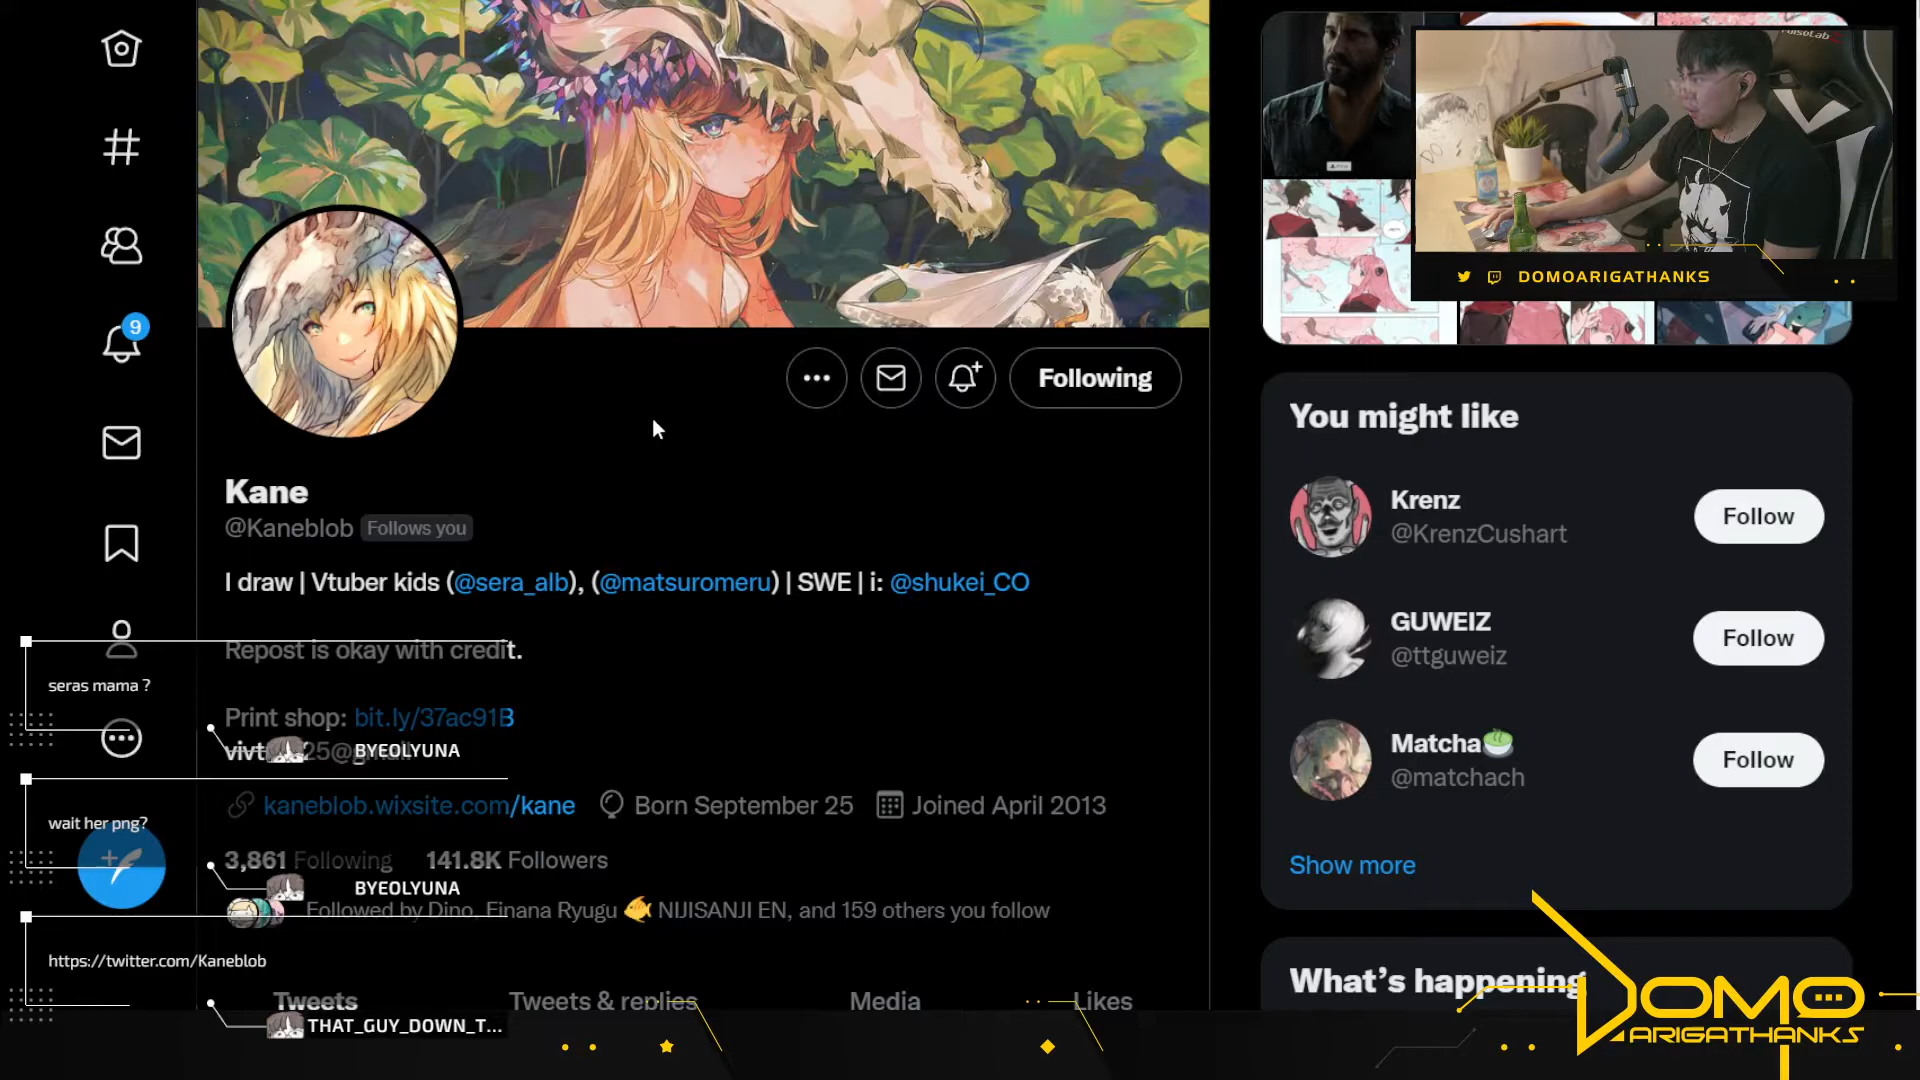 9
Following
Kane
@Kaneblob Follows you
I draw | Vtuber kids (@sera_alb), (@matsuromeru) | SWE | i: @shukei_CO
Repost is okay with credit.
Print shop: bit.ly/37ac91B
25@gmail
kaneblob.wixsite.com/kane Born September 25 Joined April 2013
3,861 Following 141.8K Followers
Followed by Dino, Finana Ryugu NIJISANJI EN, and 159 others you follow
Tweets Tweets & replies Media Likes
seras mama ?
BYEOLYUNA
wait her png?
BYEOLYUNA
https://twitter.com/Kaneblob
THAT_GUY_DOWN_T...
DOMOARIGATHANKS
You might like
Krenz
@KrenzCushart
Follow
GUWEIZ
@ttguweiz
Follow
Matcha
@matchach
Follow
Show more
What's happening
DOMO
ARIGATHANKS